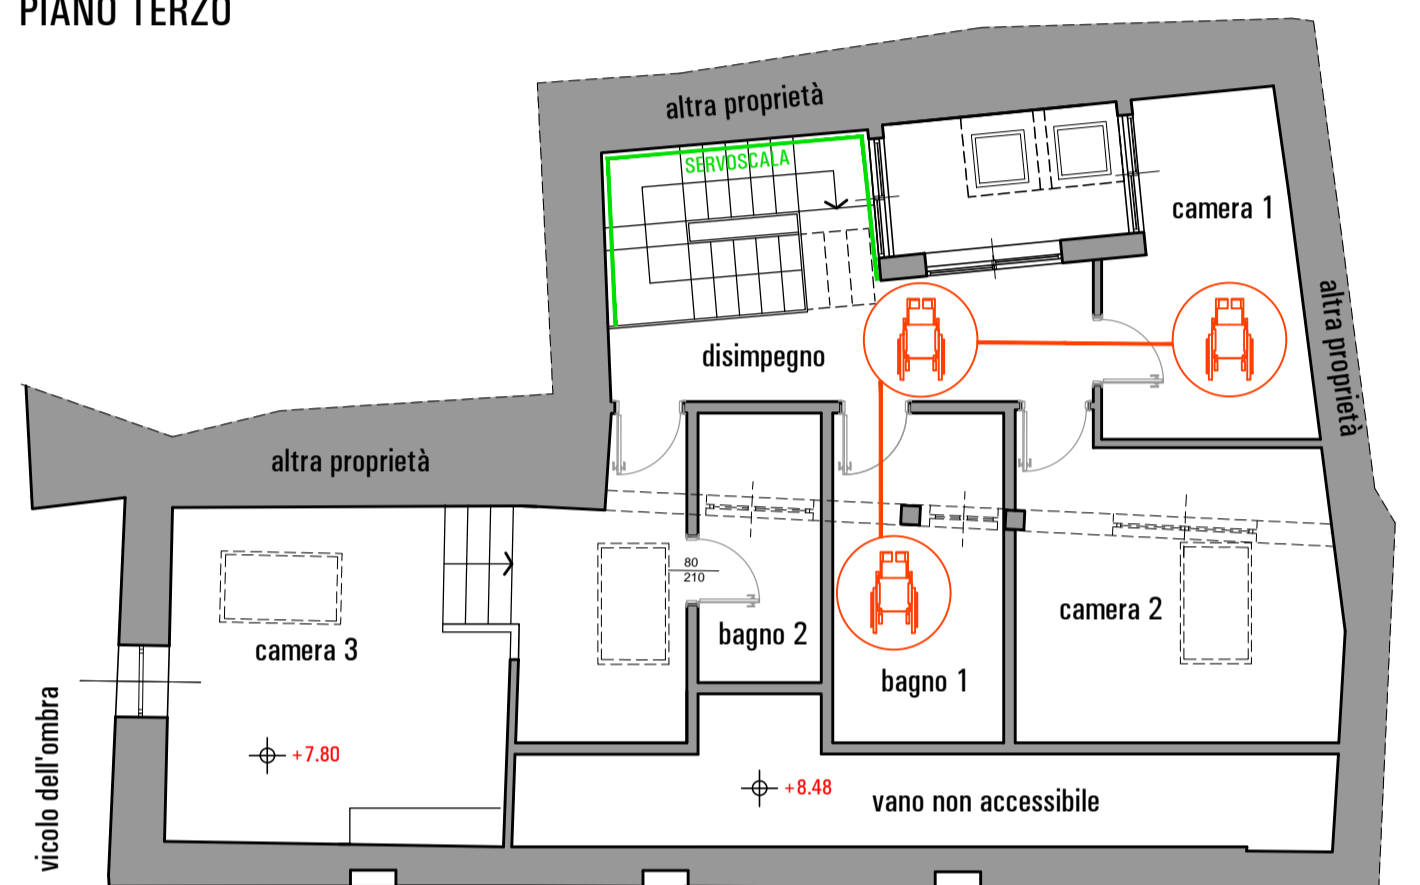 PIANO TERZO
altra proprietà
SERVOSCALA
camera 1
altra proprietà
disimpegno
altra proprietà
80
210
camera 3
bagno 2
camera 2
bagno 1
vicolo dell'ombra
+7.80
+8.48
vano non accessibile